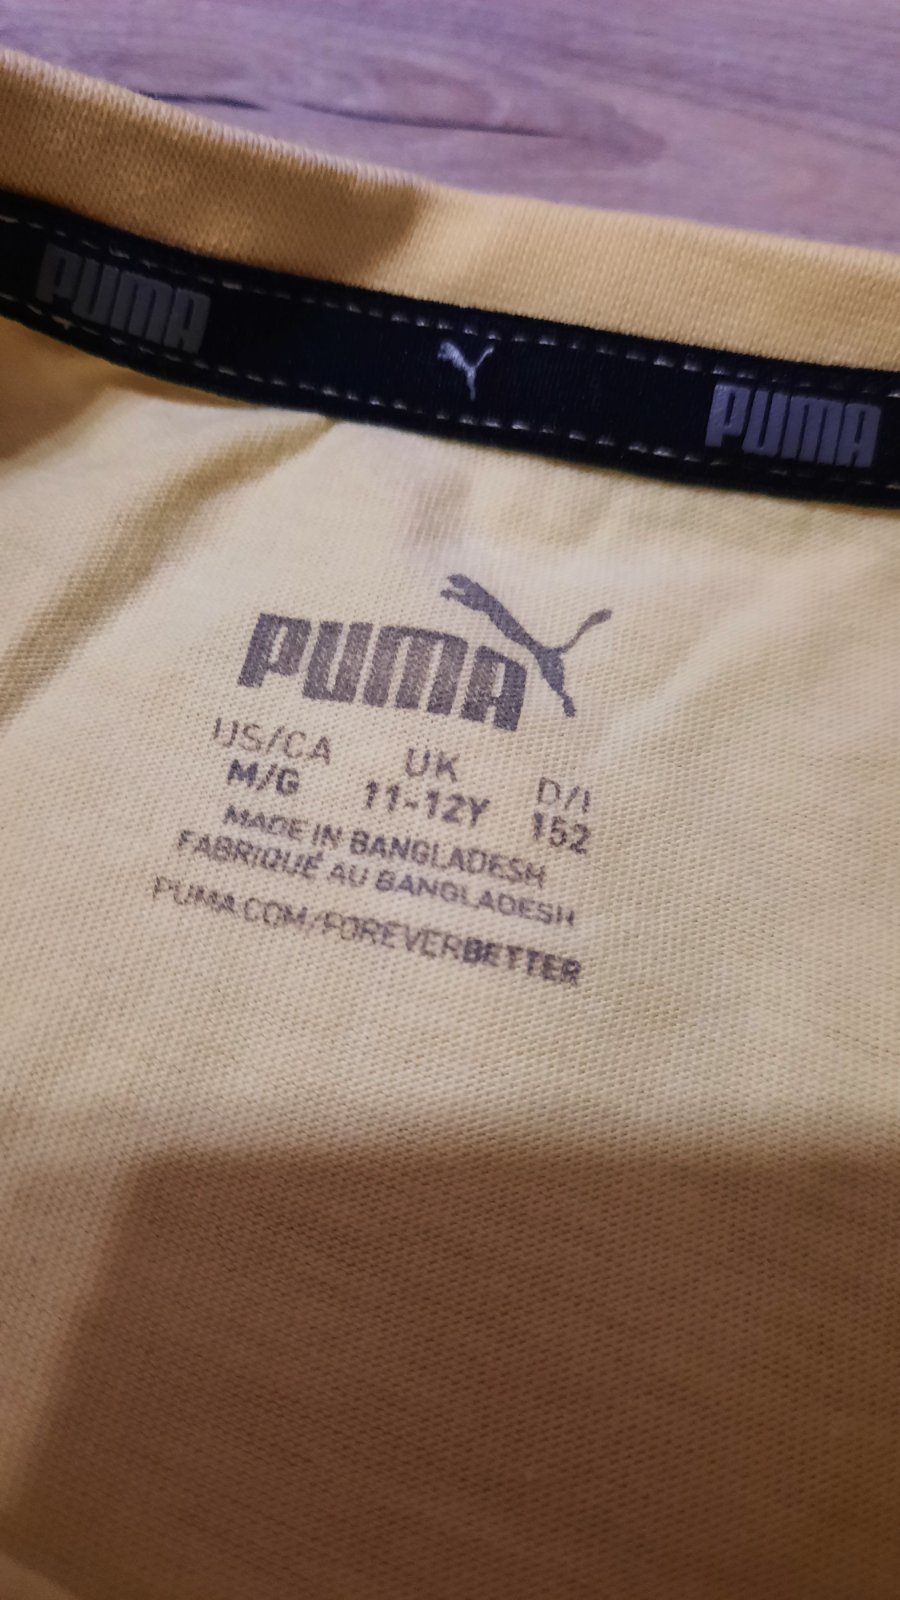 PUMA PUMA
PUMA
US/CA UK D/I
M/G 11-12Y 152
MADE IN BANGLADESH
FABRIQUÉ AU BANGLADESH
PUMA.COM/FOREVERBETTER